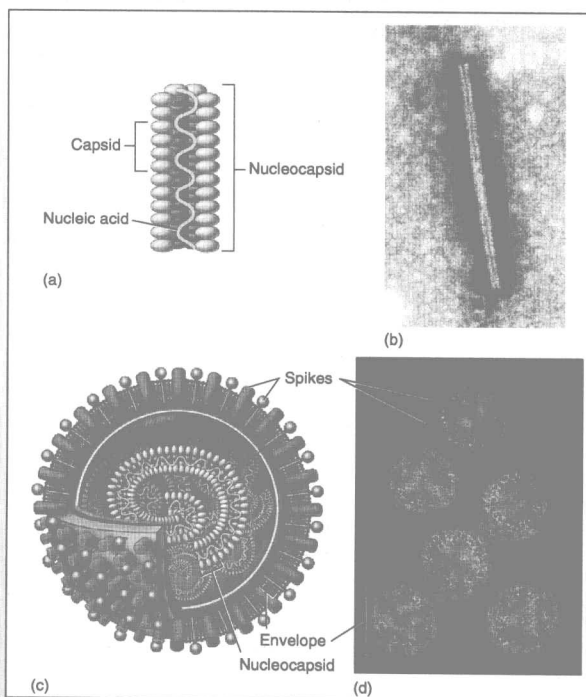 Capsid
Nucleocapsid
Nucleic acid
(a)
(b)
Spikes
Envelope
Nucleocapsid
(c)
(d)